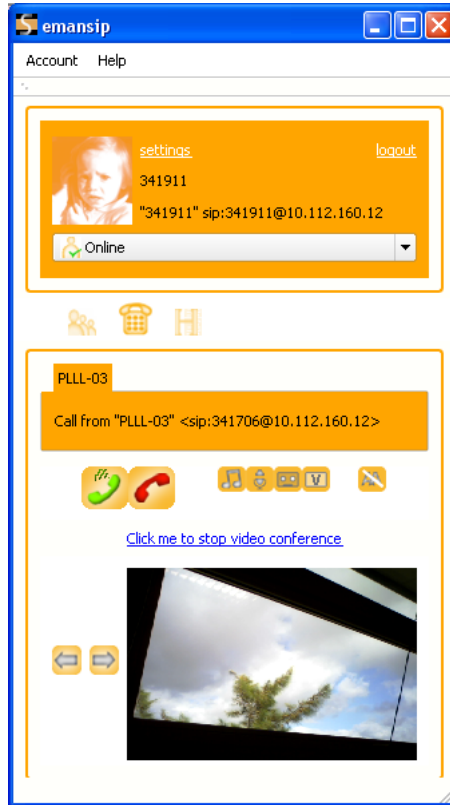 emansip
Account Help
settings logout
341911
"341911" sip:341911@10.112.160.12
Online
PLLL-03
Call from "PLLL-03" <sip:341706@10.112.160.12>
V
Click me to stop video conference